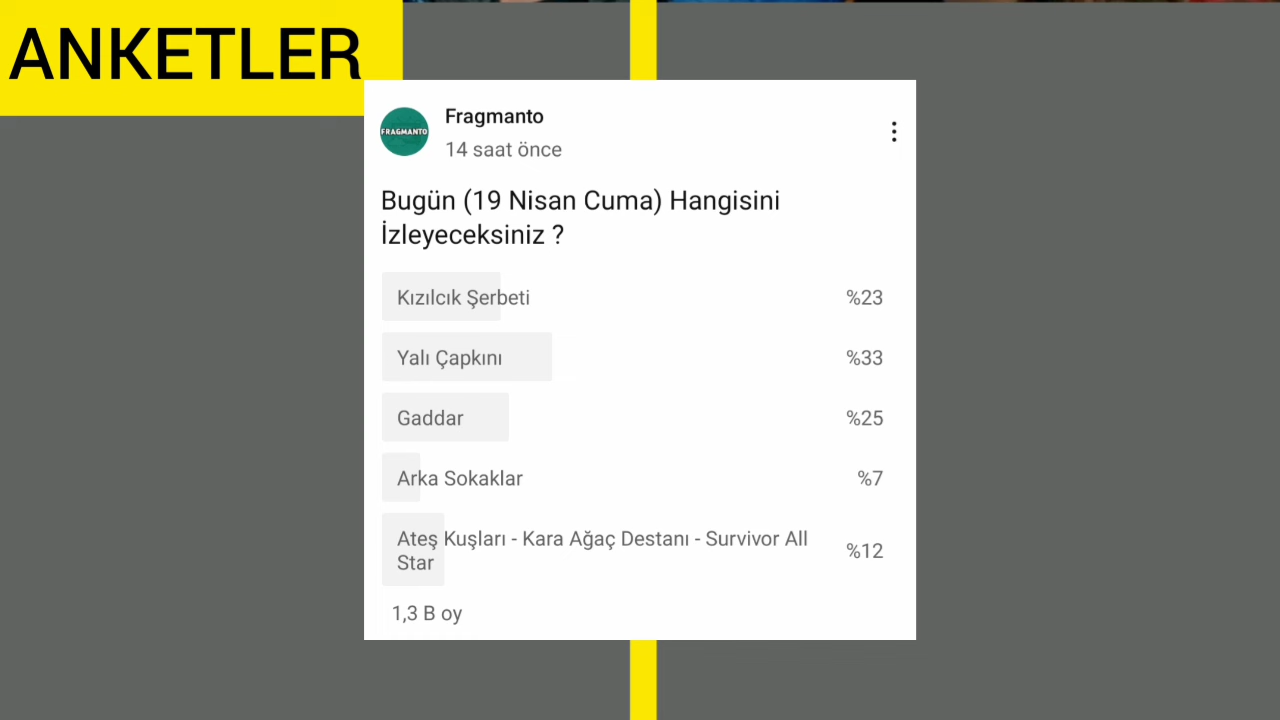 ANKETLER
FRAGMANTO
Fragmanto
14 saat önce
Bugün (19 Nisan Cuma) Hangisini
İzleyeceksiniz ?
Kızılcık Şerbeti %23
Yalı Çapkını %33
Gaddar %25
Arka Sokaklar %7
Ateş Kuşları - Kara Ağaç Destanı - Survivor All
Star %12
1,3 B oy